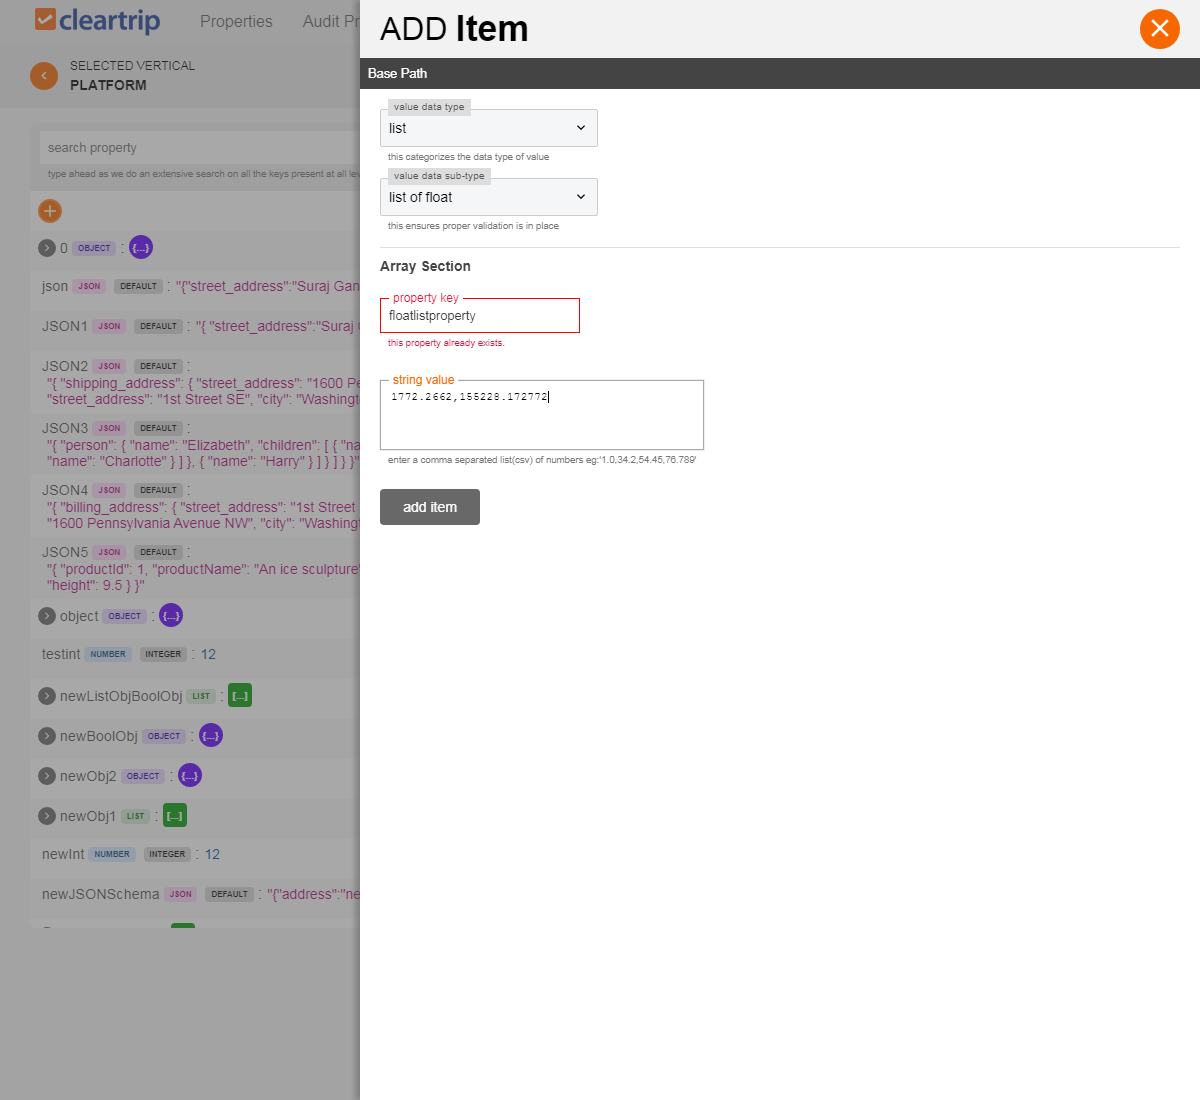 cleartrip
Properties
Audit Pr
SELECTED VERTICAL
PLATFORM
search property
type ahead as we do an extensive search on all the keys present at all lev
0 OBJECT : {...}
json JSON DEFAULT : "{"street_address":"Suraj Gan
JSON1 JSON DEFAULT : "{ "street_address":"Suraj G
JSON2 JSON DEFAULT :
"{ "shipping_address": { "street_address": "1600 Pe
"street_address": "1st Street SE", "city": "Washingt
JSON3 JSON DEFAULT :
"{ "person": { "name": "Elizabeth", "children": [ { "na
"name": "Charlotte" } ] }, { "name": "Harry" } ] } ] } }"
JSON4 JSON DEFAULT :
"{ "billing_address": { "street_address": "1st Street
"1600 Pennsylvania Avenue NW", "city": "Washing
JSON5 JSON DEFAULT :
"{ "productId": 1, "productName": "An ice sculpture"
"height": 9.5 } }"
object OBJECT : {...}
testint NUMBER INTEGER : 12
newListObjBoolObj LIST : [...]
newBoolObj OBJECT : {...}
newObj2 OBJECT : {...}
newObj1 LIST : [...]
newInt NUMBER INTEGER : 12
newJSONSchema JSON DEFAULT : "{"address":"ne
ADD Item
Base Path
value data type
list
this categorizes the data type of value
value data sub-type
list of float
this ensures proper validation is in place
Array Section
property key
floatlistproperty
this property already exists.
string value
1772.2662,155228.172772
enter a comma separated list(csv) of numbers eg:'1.0,34.2,54.45,76.789'
add item